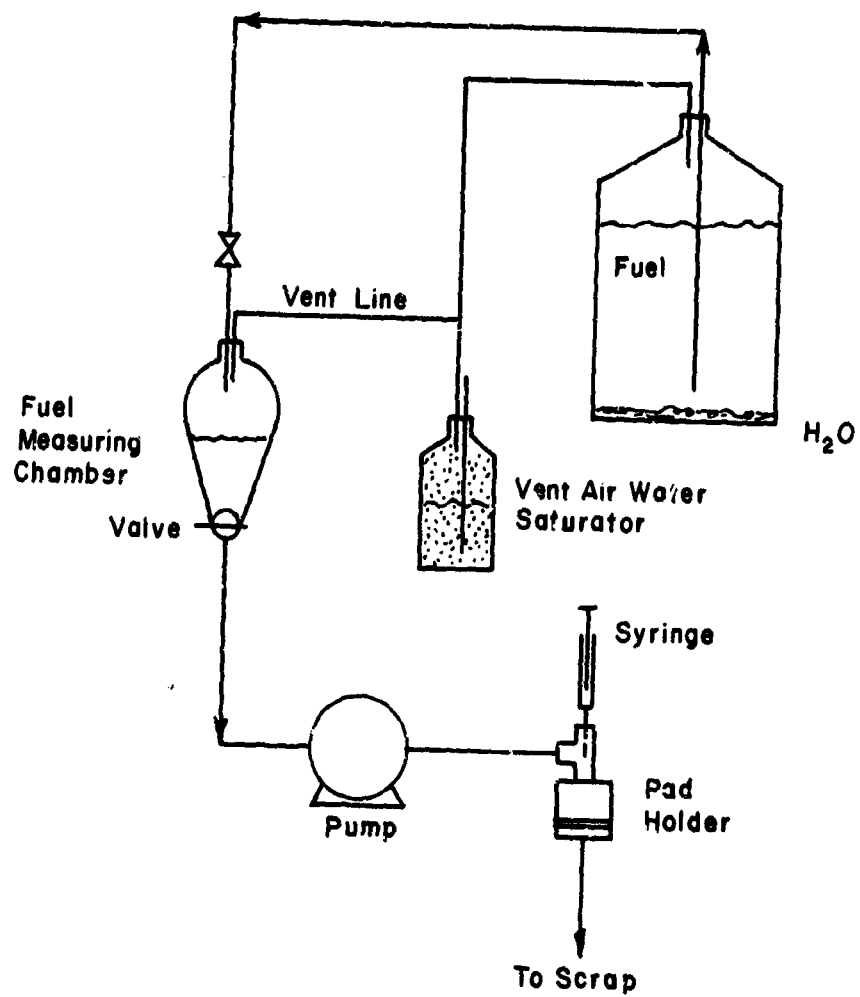 Fuel
Vent Line
Fuel
Measuring
Chamber
H₂O
Vent Air Water
Saturator
Valve
Syringe
Pad
Holder
Pump
To Scrap